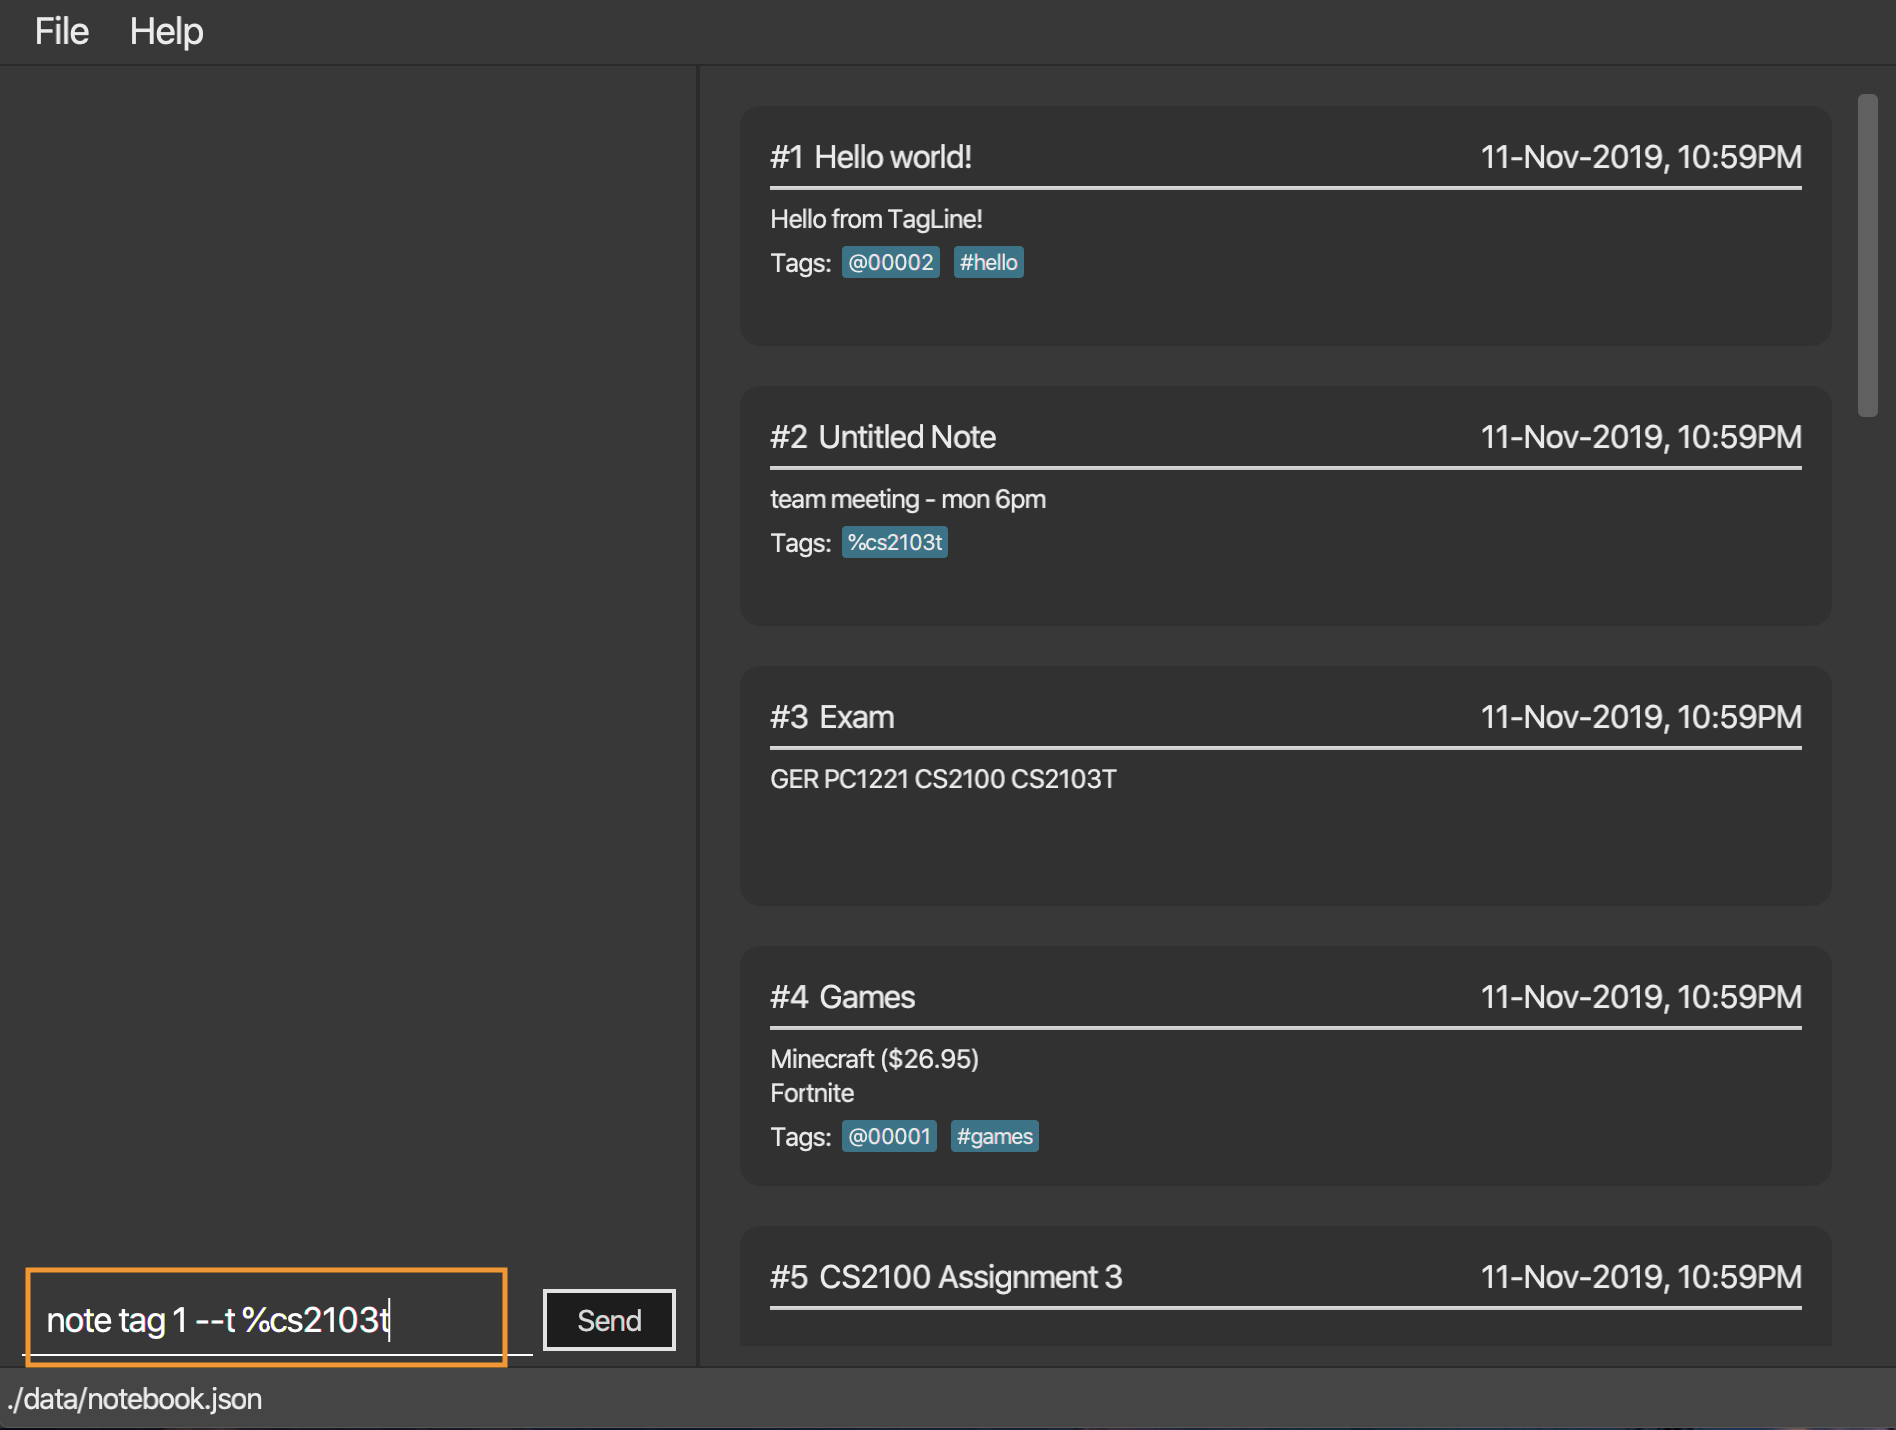 File Help
#1 Hello world! 11-Nov-2019, 10:59PM
Hello from TagLine!
Tags: @00002 #hello
#2 Untitled Note 11-Nov-2019, 10:59PM
team meeting - mon 6pm
Tags: %cs2103t
#3 Exam 11-Nov-2019, 10:59PM
GER PC1221 CS2100 CS2103T
#4 Games 11-Nov-2019, 10:59PM
Minecraft ($26.95)
Fortnite
Tags: @00001 #games
#5 CS2100 Assignment 3 11-Nov-2019, 10:59PM
note tag 1 --t %cs2103t
Send
./data/notebook.json